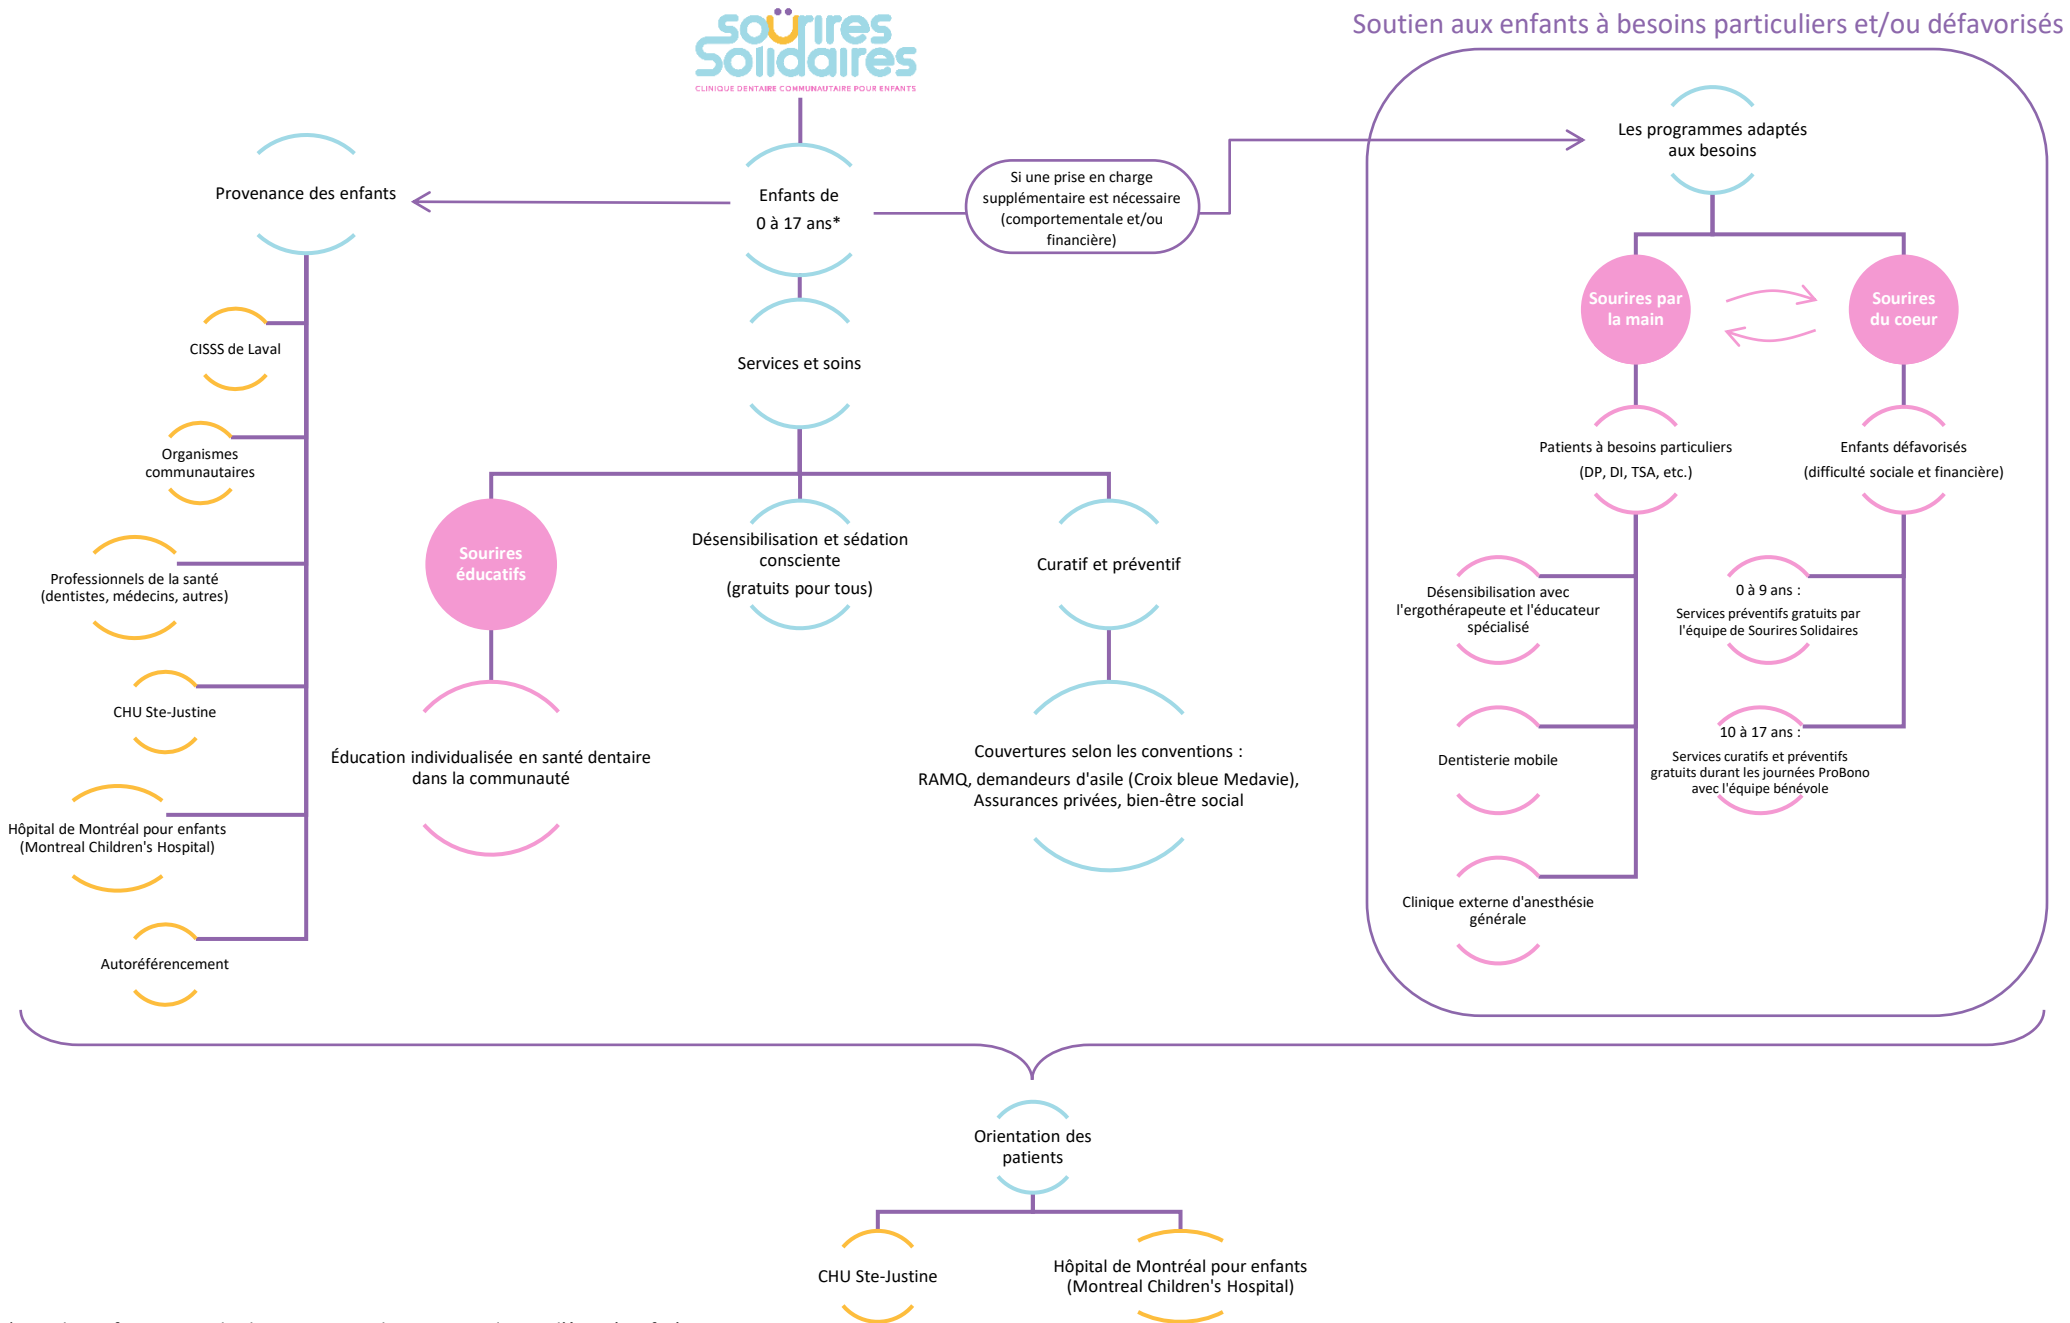 soürires
Solidaires
CLINIQUE DENTAIRE COMMUNAUTAIRE POUR ENFANTS
Soutien aux enfants à besoins particuliers et/ou défavorisés
Provenance des enfants
Enfants de
0 à 17 ans*
Si une prise en charge
supplémentaire est nécessaire
(comportementale et/ou
financière)
Les programmes adaptés
aux besoins
CISSS de Laval
Organismes
communautaires
Professionnels de la santé
(dentistes, médecins, autres)
CHU Ste-Justine
Hôpital de Montréal pour enfants
(Montreal Children's Hospital)
Autoréférencement
Services et soins
Sourires
éducatifs
Éducation individualisée en santé dentaire
dans la communauté
Désensibilisation et sédation
consciente
(gratuits pour tous)
Curatif et préventif
Couvertures selon les conventions :
RAMQ, demandeurs d'asile (Croix bleue Medavie),
Assurances privées, bien-être social
Sourires par
la main
Patients à besoins particuliers
(DP, DI, TSA, etc.)
Désensibilisation avec
l'ergothérapeute et l'éducateur
spécialisé
Dentisterie mobile
Clinique externe d'anesthésie
générale
Sourires
du coeur
Enfants défavorisés
(difficulté sociale et financière)
0 à 9 ans :
Services préventifs gratuits par
l'équipe de Sourires Solidaires
10 à 17 ans :
Services curatifs et préventifs
gratuits durant les journées ProBono
avec l'équipe bénévole
Orientation des
patients
CHU Ste-Justine
Hôpital de Montréal pour enfants
(Montreal Children's Hospital)